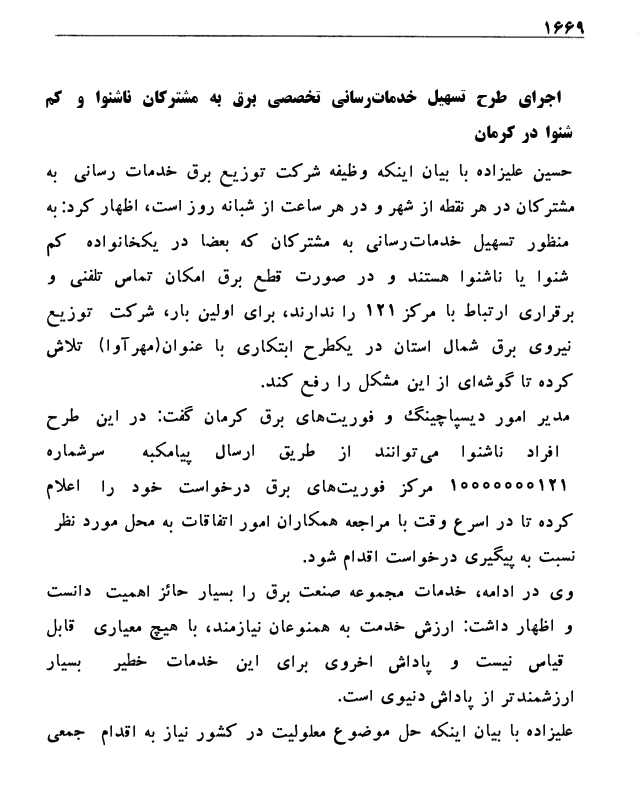 ۱۶۶۹
اجرای طرح تسهیل خدمات‌رسانی تخصصی برق به مشترکان ناشنوا و کم
شنوا در کرمان
حسین علیزاده با بیان اینکه وظیفه شرکت توزیع برق خدمات رسانی به
مشترکان در هر نقطه از شهر و در هر ساعت از شبانه روز است، اظهار کرد: به
منظور تسهیل خدمات‌رسانی به مشترکان که بعضا در یکخانواده کم
شنوا یا ناشنوا هستند و در صورت قطع برق امکان تماس تلفنی و
برقراری ارتباط با مرکز ۱۲۱ را ندارند، برای اولین بار، شرکت توزیع
نیروی برق شمال استان در یکطرح ابتکاری با عنوان(مهرآوا) تلاش
کرده تا گوشه‌ای از این مشکل را رفع کند.
مدیر امور دیسپاچینگ و فوریت‌های برق کرمان گفت: در این طرح
افراد ناشنوا می‌توانند از طریق ارسال پیامکبه سرشماره
۱۰۰۰۰۰۰۰۱۲۱ مرکز فوریت‌های برق درخواست خود را اعلام
کرده تا در اسرع وقت با مراجعه همکاران امور اتفاقات به محل مورد نظر
نسبت به پیگیری درخواست اقدام شود.
وی در ادامه، خدمات مجموعه صنعت برق را بسیار حائز اهمیت دانست
و اظهار داشت: ارزش خدمت به همنوعان نیازمند، با هیچ معیاری قابل
قیاس نیست و پاداش اخروی برای این خدمات خطیر بسیار
ارزشمندتر از پاداش دنیوی است.
علیزاده با بیان اینکه حل موضوع معلولیت در کشور نیاز به اقدام جمعی